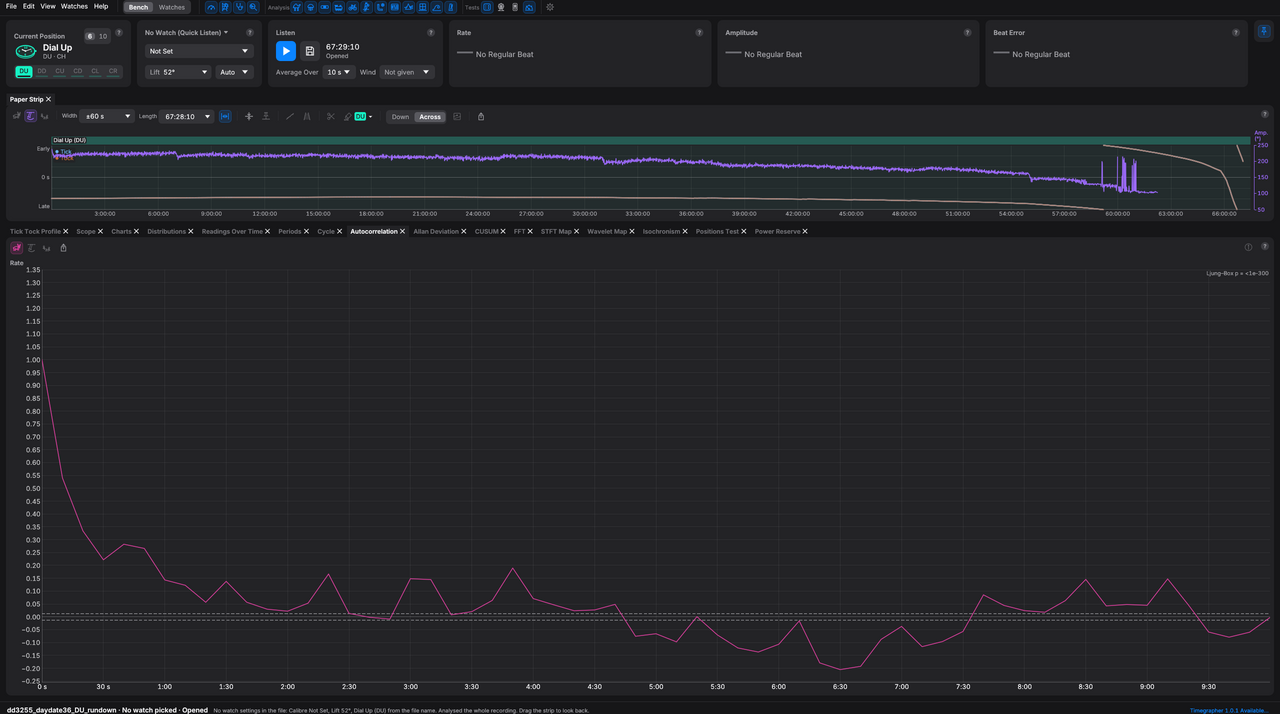 File Edit View Watches Help Bench Watches Analysis Tests
Current Position 6 10 ?
Dial Up
DU · CH
DU DD CU CD CL CR
No Watch (Quick Listen) ?
Not Set
Lift 52° Auto
Listen ?
67:29:10
Opened
Average Over 10 s Wind Not given
Rate ?
No Regular Beat
Amplitude ?
No Regular Beat
Beat Error ?
No Regular Beat
Paper Strip
Width ±60 s Length 67:28:10 DU Down Across ?
Dial Up (DU)
Amp. (°)
Early
Tick
Tock
0 s
Late
250
200
150
100
50
3:00:00 6:00:00 9:00:00 12:00:00 15:00:00 18:00:00 21:00:00 24:00:00 27:00:00 30:00:00 33:00:00 36:00:00 39:00:00 42:00:00 45:00:00 48:00:00 51:00:00 54:00:00 57:00:00 60:00:00 63:00:00 66:00:00
Tick Tock Profile Scope Charts Distributions Readings Over Time Periods Cycle Autocorrelation Allan Deviation CUSUM FFT STFT Map Wavelet Map Isochronism Positions Test Power Reserve
?
Rate
Ljung-Box p = <1e-300
1.35
1.30
1.25
1.20
1.15
1.10
1.05
1.00
0.95
0.90
0.85
0.80
0.75
0.70
0.65
0.60
0.55
0.50
0.45
0.40
0.35
0.30
0.25
0.20
0.15
0.10
0.05
0.00
−0.05
−0.10
−0.15
−0.20
−0.25
0 s 30 s 1:00 1:30 2:00 2:30 3:00 3:30 4:00 4:30 5:00 5:30 6:00 6:30 7:00 7:30 8:00 8:30 9:00 9:30
dd3255_daydate36_DU_rundown · No watch picked · Opened No watch settings in the file: Calibre Not Set, Lift 52°, Dial Up (DU) from the file name. Analysed the whole recording. Drag the strip to look back. Timegrapher 1.0.1 Available...